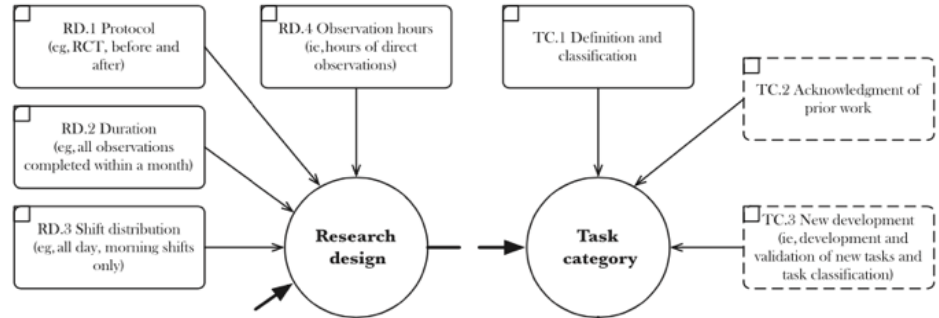 RD.1 Protocol
(eg, RCT, before and
after)
RD.4 Observation hours
(ie, hours of direct
observations)
TC.1 Definition and
classification
TC.2 Acknowledgment of
prior work
RD.2 Duration
(eg, all observations
completed within a month)
RD.3 Shift distribution
(eg, all day, morning shifts
only)
Research
design
Task
category
TC.3 New development
(ie, development and
validation of new tasks and
task classification)